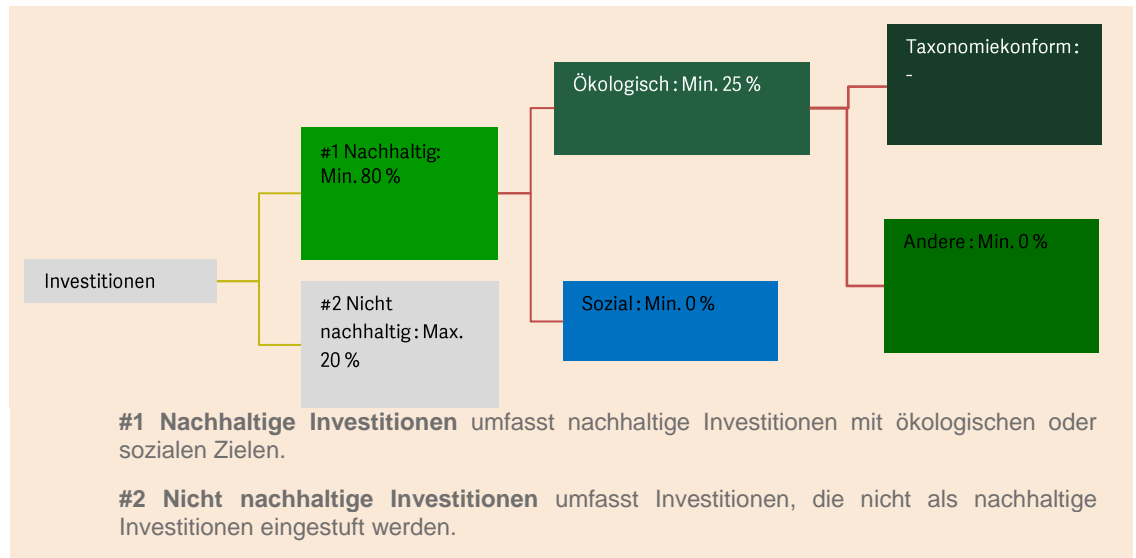 Investitionen
#1 Nachhaltig:
Min. 80 %
#2 Nicht
nachhaltig : Max.
20 %
Ökologisch : Min. 25 %
Sozial : Min. 0 %
Taxonomiekonform :
-
Andere : Min. 0 %
#1 Nachhaltige Investitionen umfasst nachhaltige Investitionen mit ökologischen oder
sozialen Zielen.
#2 Nicht nachhaltige Investitionen umfasst Investitionen, die nicht als nachhaltige
Investitionen eingestuft werden.